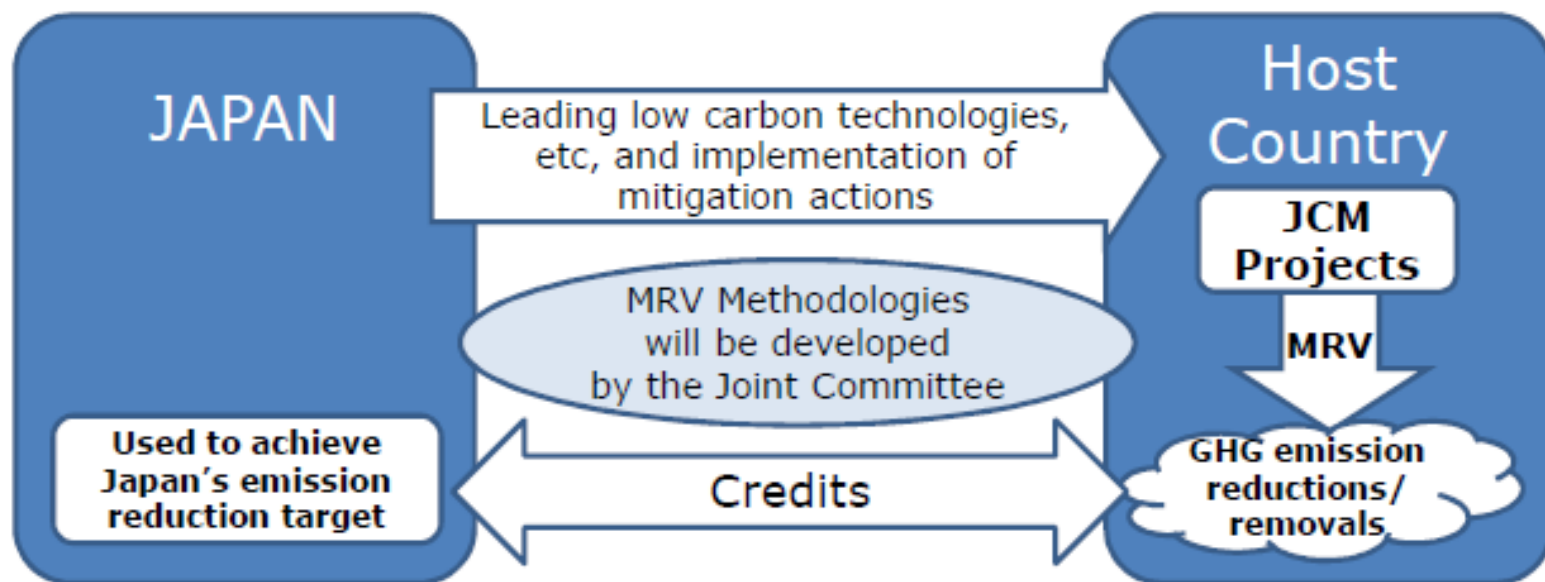 JAPAN
Leading low carbon technologies,
etc, and implementation of
mitigation actions
Host
Country
JCM
Projects
MRV Methodologies
will be developed
by the Joint Committee
MRV
Used to achieve
Japan’s emission
reduction target
Credits
GHG emission
reductions/
removals